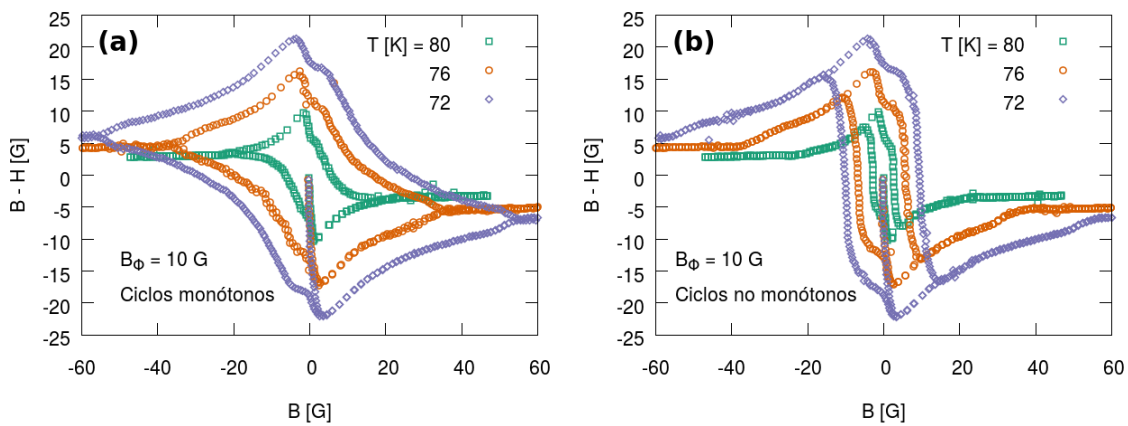 (a)
T [K] = 80
76
72
B - H [G]
25
20
15
10
5
0
-5
-10
-15
-20
-25
B_Φ = 10 G
Ciclos monótonos
-60 -40 -20 0 20 40 60
B [G]
(b)
T [K] = 80
76
72
B - H [G]
25
20
15
10
5
0
-5
-10
-15
-20
-25
B_Φ = 10 G
Ciclos no monótonos
-60 -40 -20 0 20 40 60
B [G]